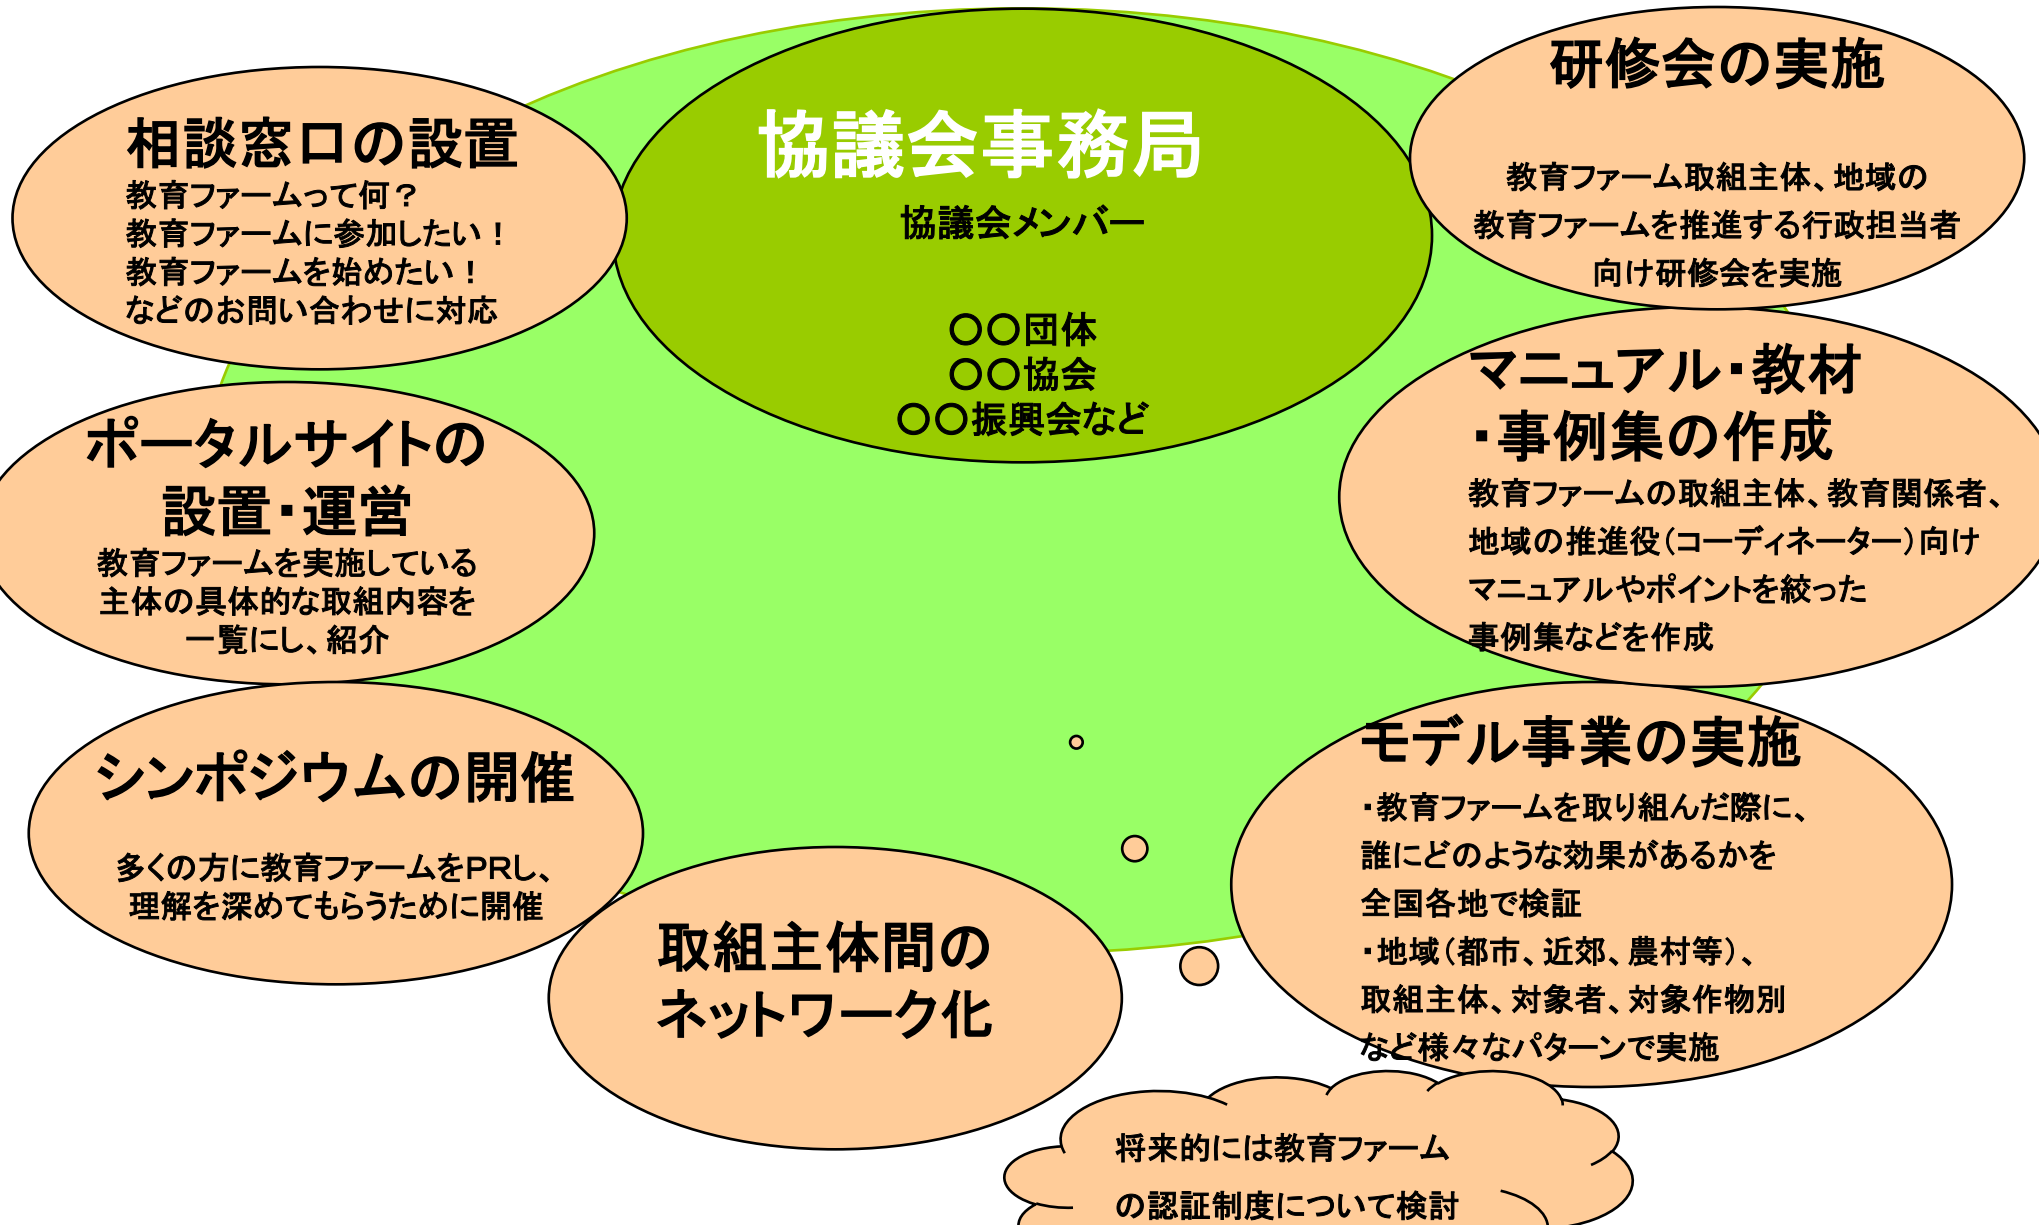 協議会事務局
協議会メンバー
〇〇団体
〇〇協会
〇〇振興会など
相談窓口の設置
教育ファームって何？
教育ファームに参加したい！
教育ファームを始めたい！
などのお問い合わせに対応
ポータルサイトの
設置・運営
教育ファームを実施している
主体の具体的な取組内容を
一覧にし、紹介
シンポジウムの開催
多くの方に教育ファームをPRし、
理解を深めてもらうために開催
取組主体間の
ネットワーク化
研修会の実施
教育ファーム取組主体、地域の
教育ファームを推進する行政担当者
向け研修会を実施
マニュアル・教材
・事例集の作成
教育ファームの取組主体、教育関係者、
地域の推進役（コーディネーター）向け
マニュアルやポイントを絞った
事例集などを作成
モデル事業の実施
・教育ファームを取り組んだ際に、
誰にどのような効果があるかを
全国各地で検証
・地域（都市、近郊、農村等）、
取組主体、対象者、対象作物別
など様々なパターンで実施
将来的には教育ファーム
の認証制度について検討